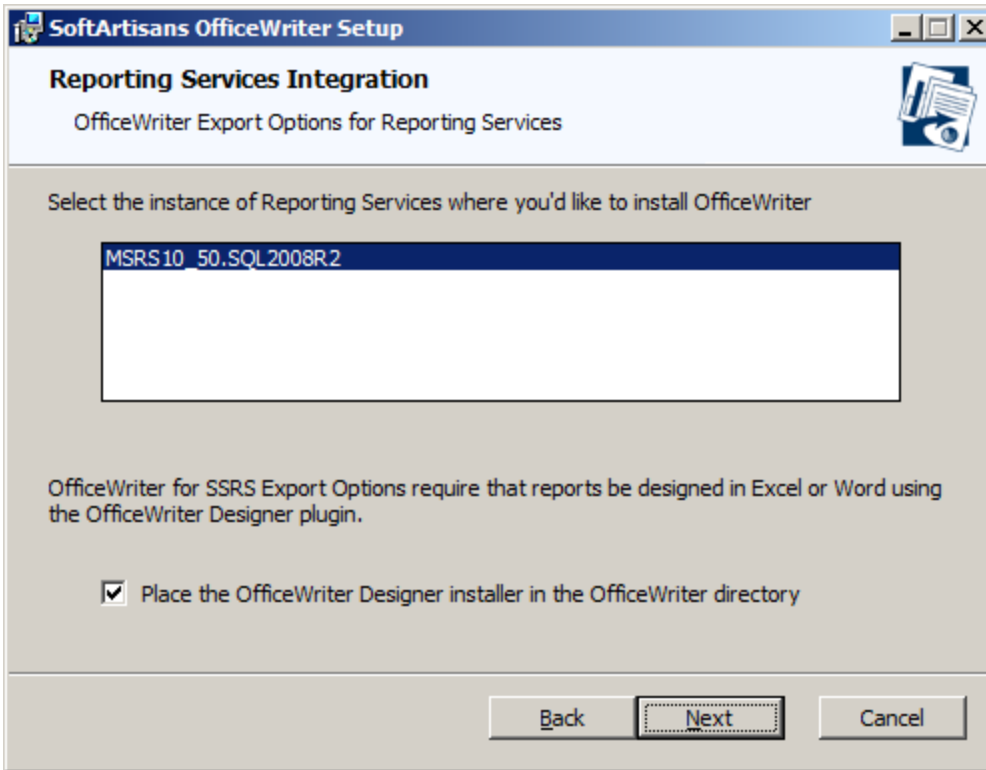 SoftArtisans OfficeWriter Setup
Reporting Services Integration
OfficeWriter Export Options for Reporting Services
Select the instance of Reporting Services where you'd like to install OfficeWriter
MSRS10_50.SQL2008R2
OfficeWriter for SSRS Export Options require that reports be designed in Excel or Word using
the OfficeWriter Designer plugin.
Place the OfficeWriter Designer installer in the OfficeWriter directory
Back Next Cancel